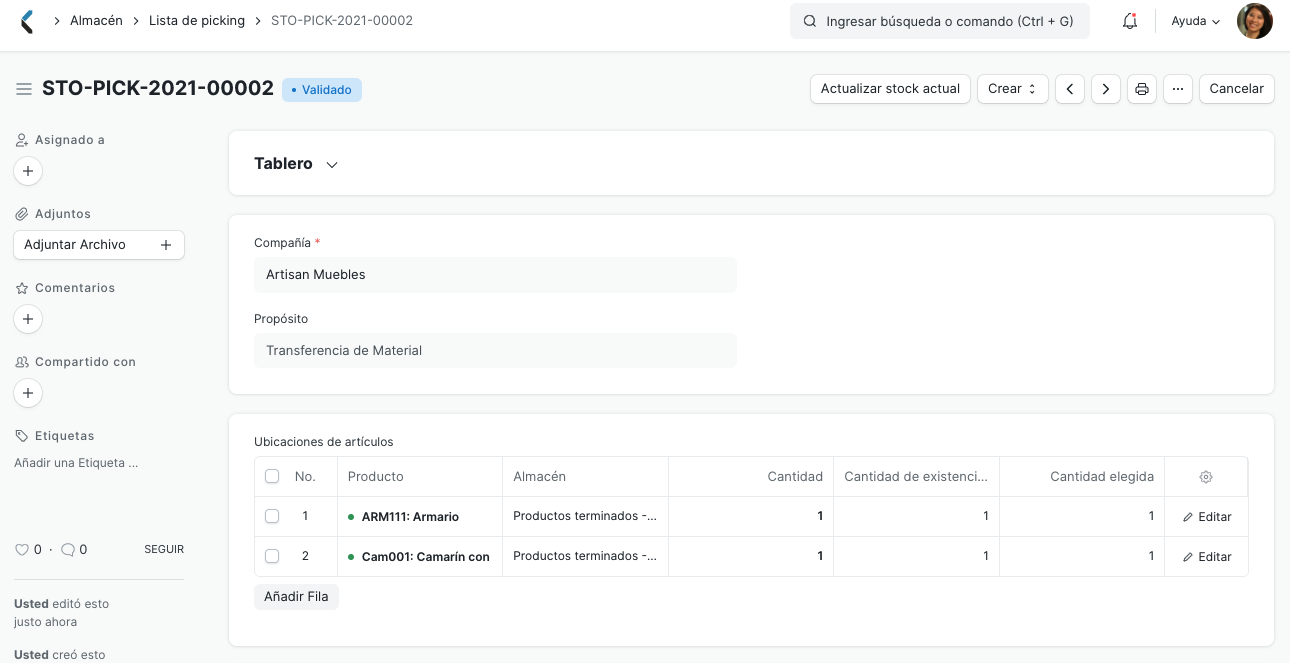 Almacén Lista de picking STO-PICK-2021-00002
Ingresar búsqueda o comando (Ctrl + G)
Ayuda
STO-PICK-2021-00002
Validado
Actualizar stock actual
Crear
Cancelar
Asignado a
Adjuntos
Adjuntar Archivo
Comentarios
Compartido con
Etiquetas
Añadir una Etiqueta ...
0 · 0
SEGUIR
Usted editó esto
justo ahora
Usted creó esto
Tablero
Compañía *
Artisan Muebles
Propósito
Transferencia de Material
Ubicaciones de artículos
No. Producto Almacén Cantidad Cantidad de existenci... Cantidad elegida
1 ARM111: Armario Productos terminados -... 1 1 1 Editar
2 Cam001: Camarín con Productos terminados -... 1 1 1 Editar
Añadir Fila